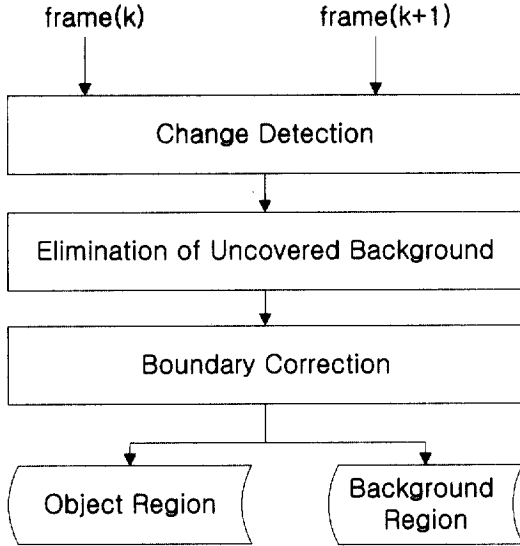 frame(k)
frame(k+1)
Change Detection
Elimination of Uncovered Background
Boundary Correction
Object Region
Background
Region